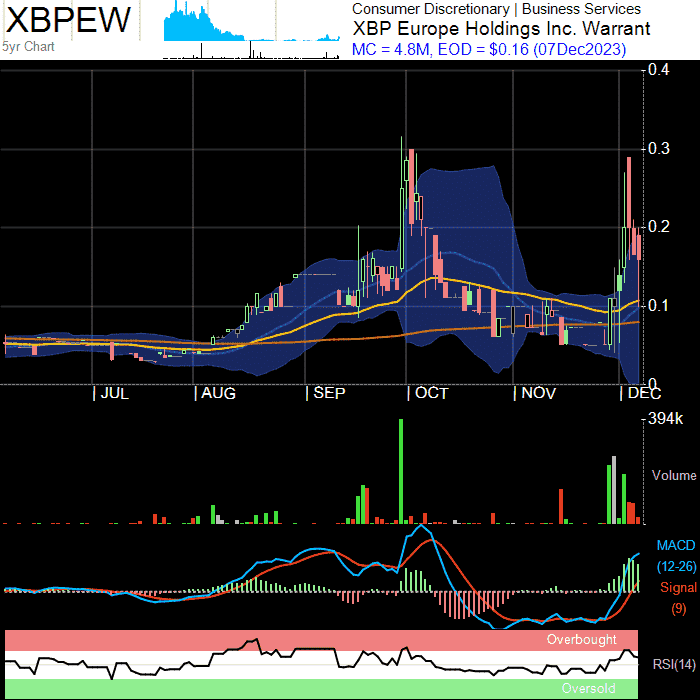 XBPEW
5yr Chart
Consumer Discretionary | Business Services
XBP Europe Holdings Inc. Warrant
MC = 4.8M, EOD = $0.16 (07Dec2023)
0.4
0.3
0.2
0.1
0
JUL AUG SEP OCT NOV DEC
394k
Volume
MACD
(12-26)
Signal
(9)
Overbought
RSI(14)
Oversold